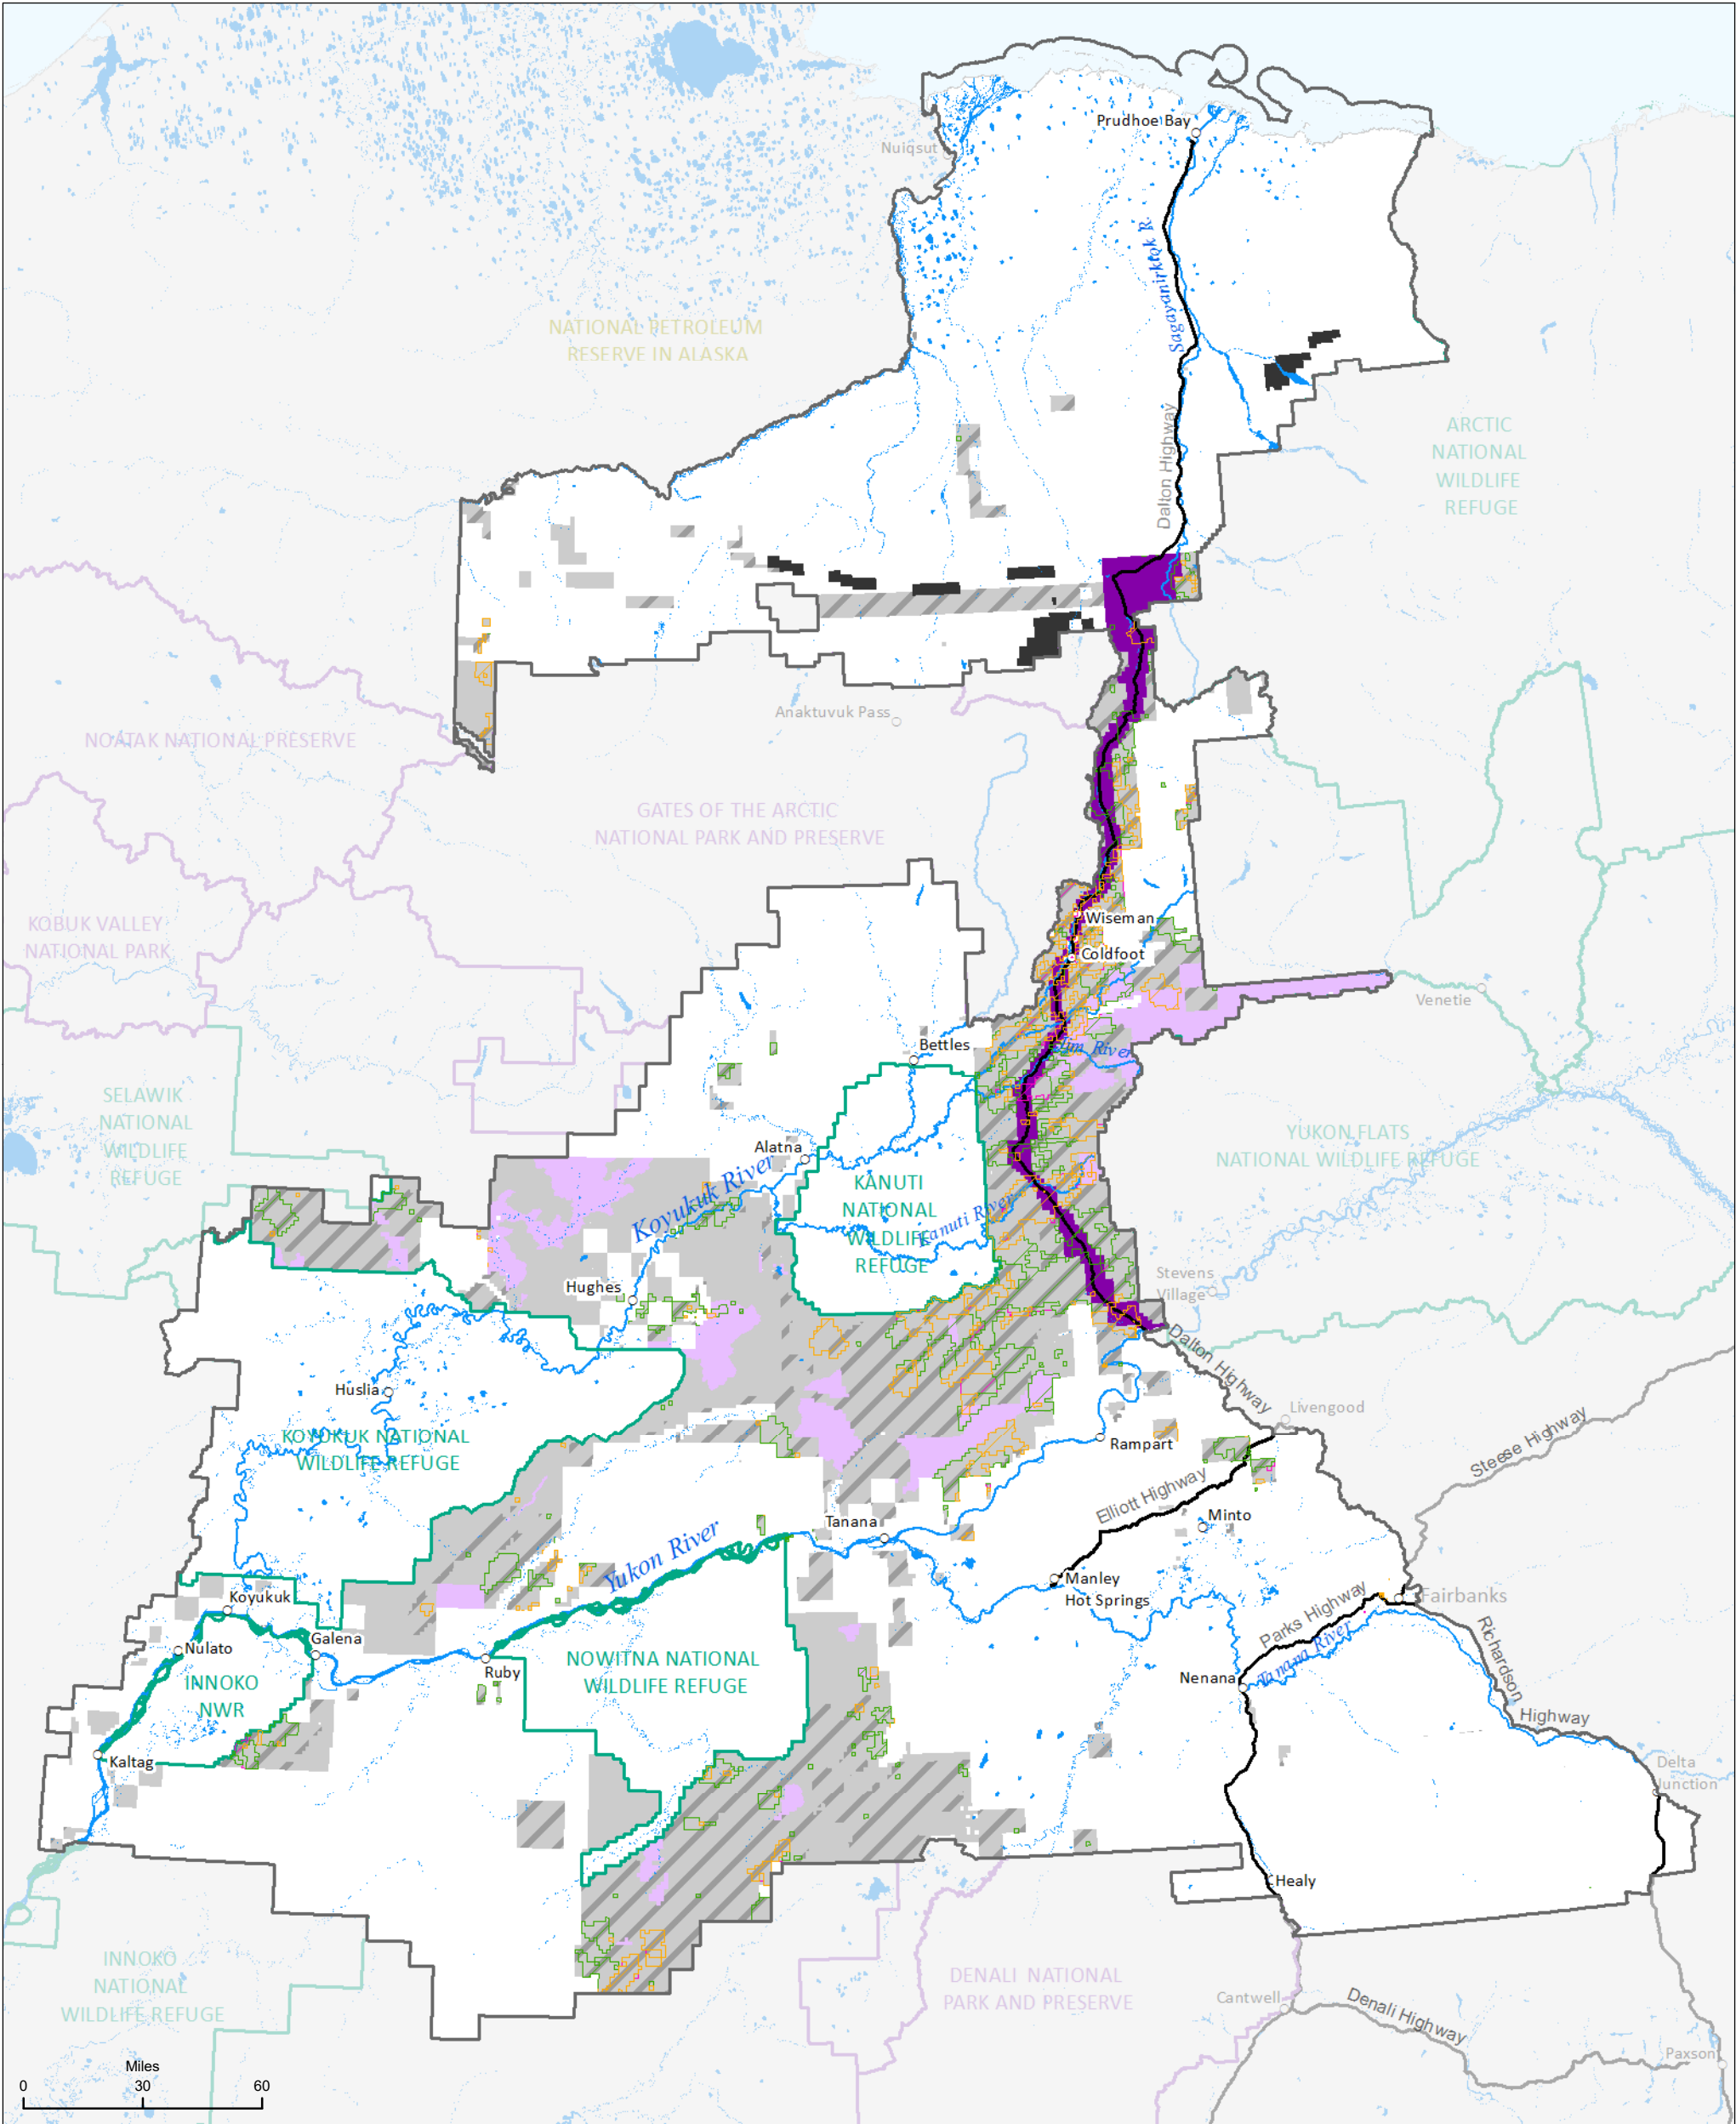 Prudhoe Bay
Nuiqsut
Sagavanirktok R.
NATIONAL PETROLEUM
RESERVE IN ALASKA
Dalton Highway
ARCTIC
NATIONAL
WILDLIFE
REFUGE
Anaktuvuk Pass
NOATAK NATIONAL PRESERVE
GATES OF THE ARCTIC
NATIONAL PARK AND PRESERVE
KOBUK VALLEY
NATIONAL PARK
Wiseman
Coldfoot
Venetie
Bettles
Jim River
SELAWIK
NATIONAL
WILDLIFE
REFUGE
YUKON FLATS
NATIONAL WILDLIFE REFUGE
Alatna
Koyukuk River
KANUTI
NATIONAL
WILDLIFE
REFUGE
Kanuti River
Hughes
Stevens
Village
Dalton Highway
Huslia
Livengood
KOYUKUK NATIONAL
WILDLIFE REFUGE
Rampart
Steese Highway
Elliott Highway
Minto
Tanana
Yukon River
Manley
Hot Springs
Koyukuk
Parks Highway
Fairbanks
Nulato
Galena
Tanana River
Richardson
Highway
INNOKO
NWR
Ruby
NOWITNA NATIONAL
WILDLIFE REFUGE
Nenana
Kaltag
Delta
Junction
Healy
INNOKO
NATIONAL
WILDLIFE REFUGE
DENALI NATIONAL
PARK AND PRESERVE
Cantwell
Denali Highway
Paxson
Miles
0 30 60